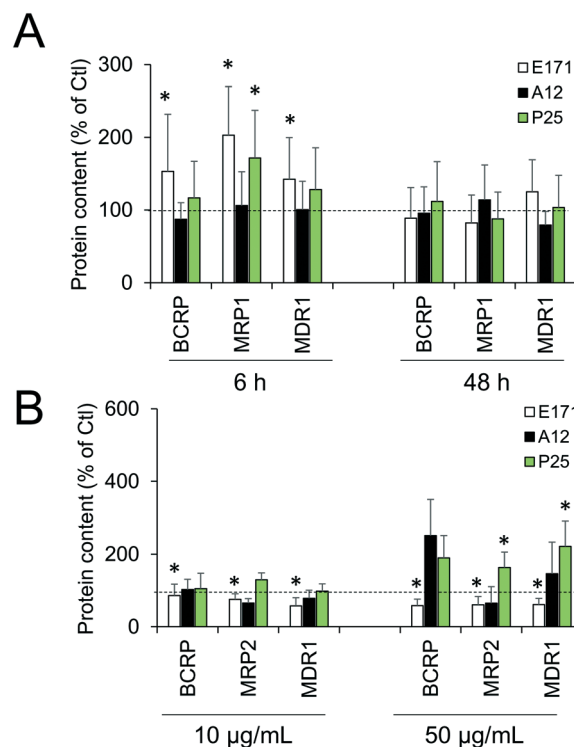 A
Protein content (% of Ctl)
300
200
100
0
E171
A12
P25
* * * *
BCRP MRP1 MDR1 BCRP MRP1 MDR1
6 h 48 h
B
Protein content (% of Ctl)
600
400
200
0
E171
A12
P25
* * * * * * * *
BCRP MRP2 MDR1 BCRP MRP2 MDR1
10 µg/mL 50 µg/mL